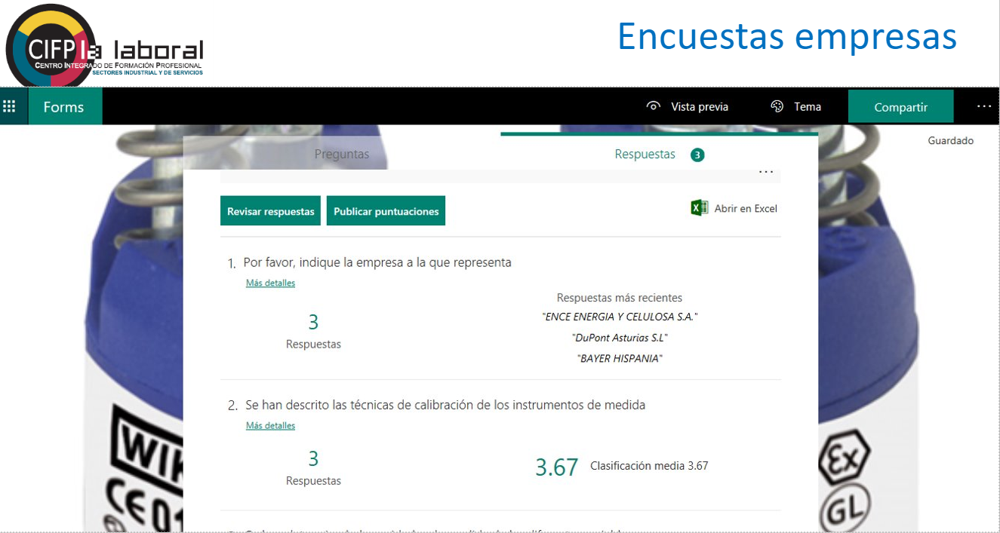 CIFP la laboral
CENTRO INTEGRADO DE FORMACIÓN PROFESIONAL
SECTORES INDUSTRIAL Y DE SERVICIOS
Encuestas empresas
Forms
Vista previa
Tema
Compartir
...
Guardado
Preguntas
Respuestas 3
...
Revisar respuestas
Publicar puntuaciones
Abrir en Excel
1. Por favor, indique la empresa a la que representa
Más detalles
3
Respuestas
Respuestas más recientes
"ENCE ENERGIA Y CELULOSA S.A."
"DuPont Asturias S.L"
"BAYER HISPANIA"
2. Se han descrito las técnicas de calibración de los instrumentos de medida
Más detalles
3
Respuestas
3.67 Clasificación media 3.67
WIK
CE 01
Ex
GL